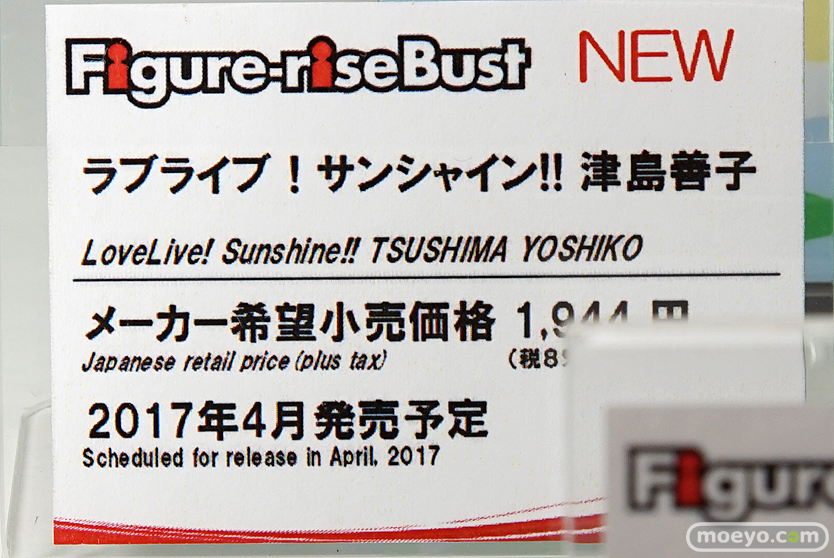 Figure-riseBust NEW
ラブライブ！サンシャイン!! 津島善子
LoveLive! Sunshine!! TSUSHIMA YOSHIKO
メーカー希望小売価格 1,944 円
Japanese retail price (plus tax) （税8
2017年4月発売予定
Scheduled for release in April, 2017
Figure
moeyo.com